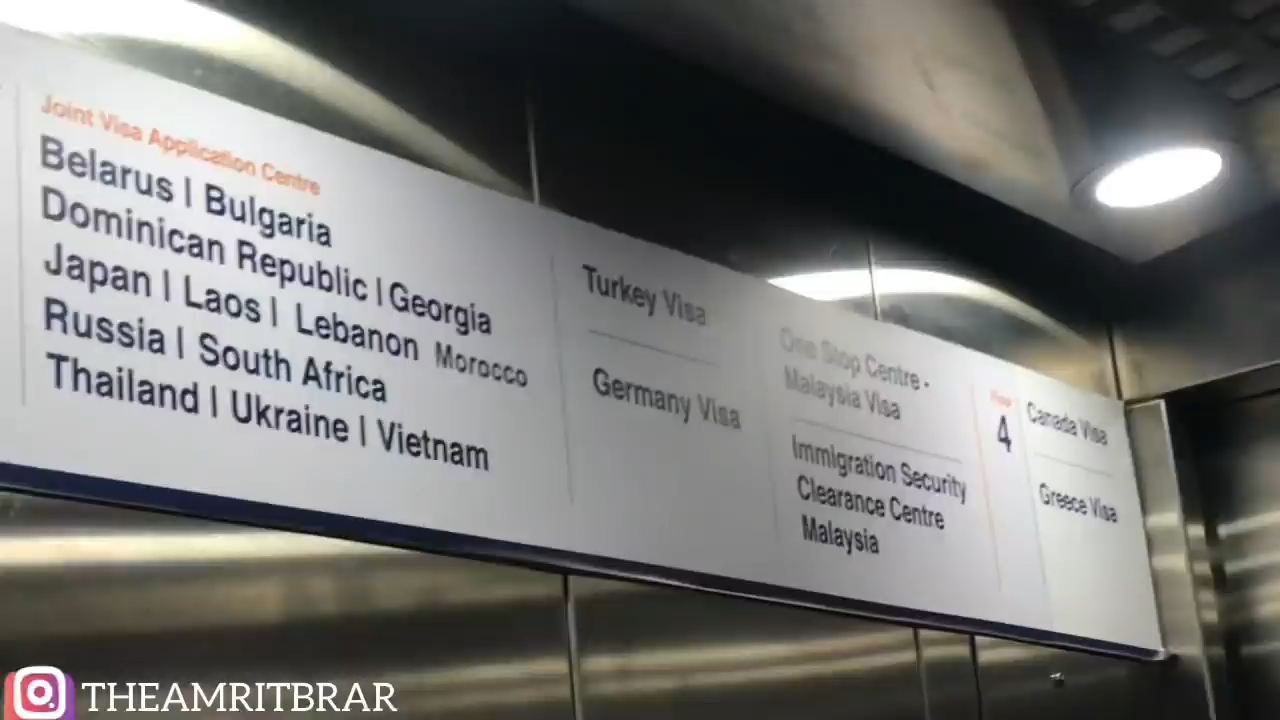 Joint Visa Application Centre
Belarus | Bulgaria
Dominican Republic | Georgia
Japan | Laos | Lebanon Morocco
Russia | South Africa
Thailand | Ukraine | Vietnam
Turkey Visa
Germany Visa
One Stop Centre -
Malaysia Visa
Immigration Security
Clearance Centre
Malaysia
4
Canada Visa
Greece Visa
THEAMRITBRAR